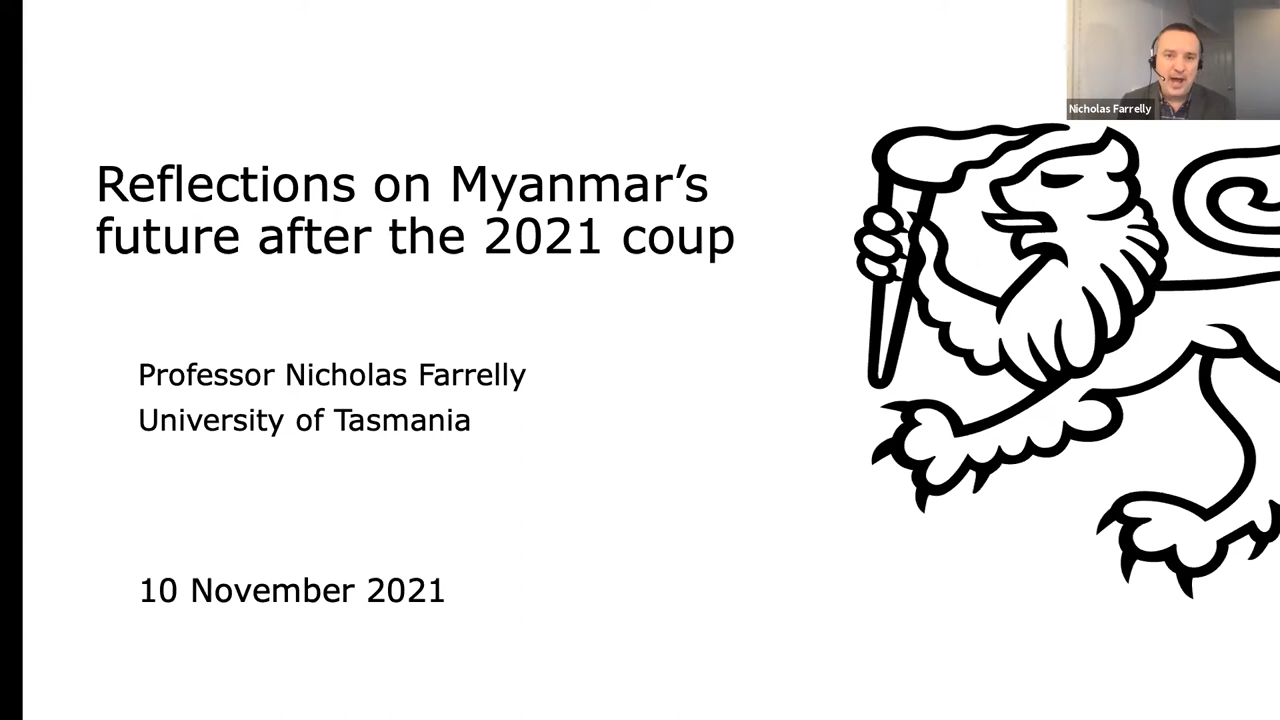 Nicholas Farrelly
Reflections on Myanmar’s
future after the 2021 coup
Professor Nicholas Farrelly
University of Tasmania
10 November 2021